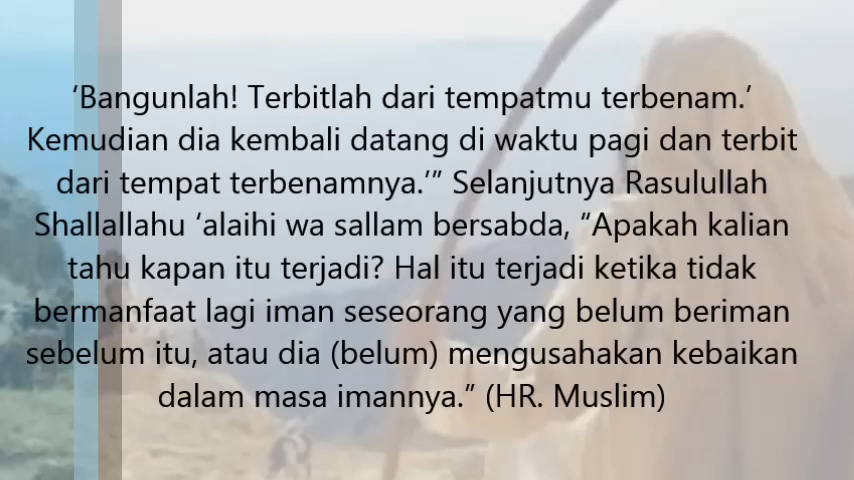 ‘Bangunlah! Terbitlah dari tempatmu terbenam.’
Kemudian dia kembali datang di waktu pagi dan terbit
dari tempat terbenamnya.’” Selanjutnya Rasulullah
Shallallahu ‘alaihi wa sallam bersabda, “Apakah kalian
tahu kapan itu terjadi? Hal itu terjadi ketika tidak
bermanfaat lagi iman seseorang yang belum beriman
sebelum itu, atau dia (belum) mengusahakan kebaikan
dalam masa imannya.” (HR. Muslim)